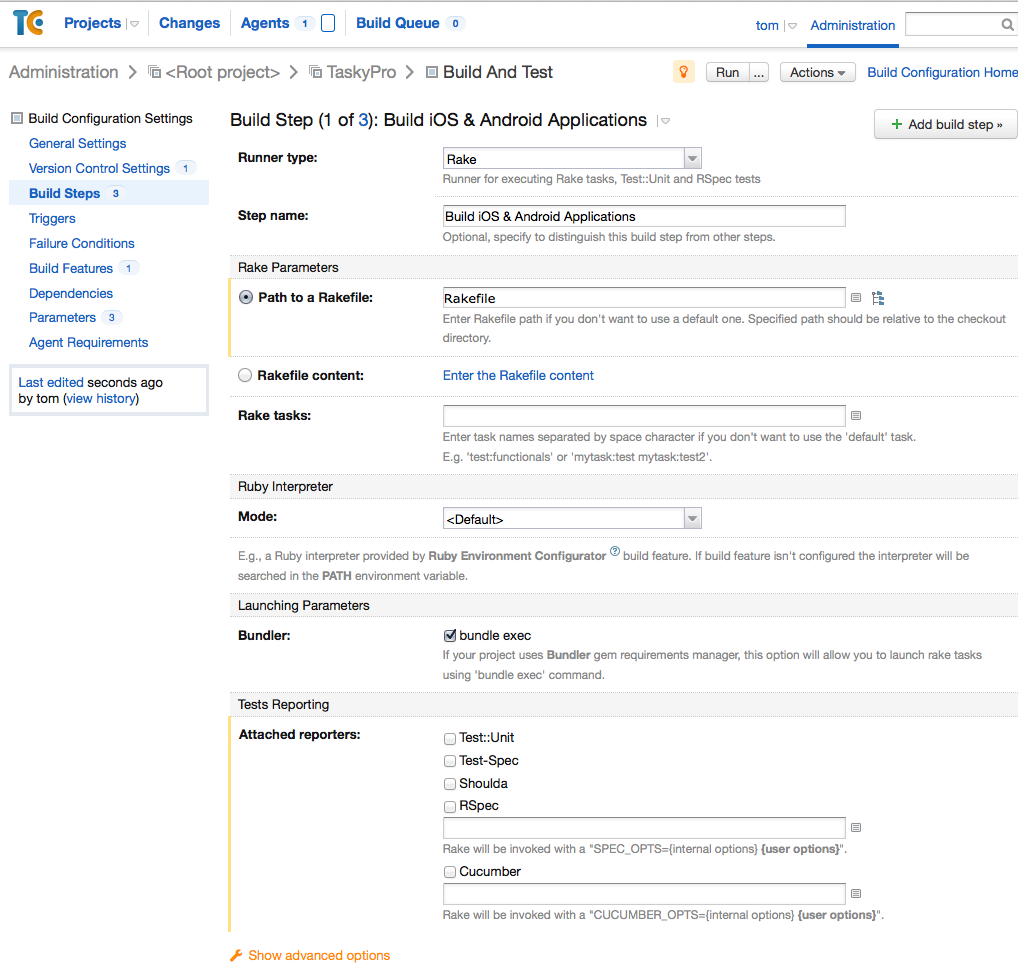 TC Projects Changes Agents 1 Build Queue 0 tom Administration
Administration <Root project> TaskyPro Build And Test Run ... Actions Build Configuration Home
Build Configuration Settings
General Settings
Version Control Settings 1
Build Steps 3
Triggers
Failure Conditions
Build Features 1
Dependencies
Parameters 3
Agent Requirements
Last edited seconds ago
by tom (view history)
Build Step (1 of 3): Build iOS & Android Applications
+ Add build step »
Runner type: Rake
Runner for executing Rake tasks, Test::Unit and RSpec tests
Step name: Build iOS & Android Applications
Optional, specify to distinguish this build step from other steps.
Rake Parameters
Path to a Rakefile: Rakefile
Enter Rakefile path if you don't want to use a default one. Specified path should be relative to the checkout
directory.
Rakefile content: Enter the Rakefile content
Rake tasks:
Enter task names separated by space character if you don't want to use the 'default' task.
E.g. 'test:functionals' or 'mytask:test mytask:test2'.
Ruby Interpreter
Mode: <Default>
E.g., a Ruby interpreter provided by Ruby Environment Configurator ? build feature. If build feature isn't configured the interpreter will be
searched in the PATH environment variable.
Launching Parameters
Bundler: bundle exec
If your project uses Bundler gem requirements manager, this option will allow you to launch rake tasks
using 'bundle exec' command.
Tests Reporting
Attached reporters: Test::Unit
Test-Spec
Shoulda
RSpec
Rake will be invoked with a "SPEC_OPTS={internal options} {user options}".
Cucumber
Rake will be invoked with a "CUCUMBER_OPTS={internal options} {user options}".
Show advanced options